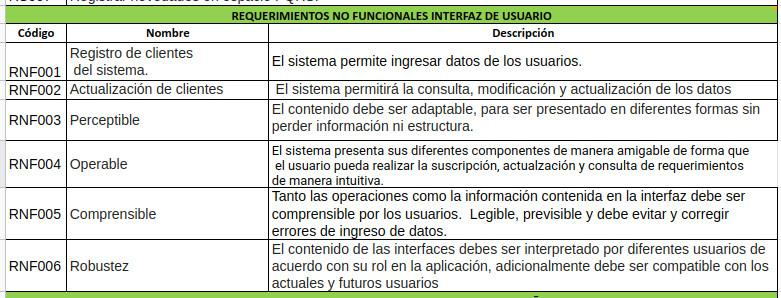 REQUERIMIENTOS NO FUNCIONALES INTERFAZ DE USUARIO
Código Nombre Descripción
RNF001 Registro de clientes del sistema. El sistema permite ingresar datos de los usuarios.
RNF002 Actualización de clientes El sistema permitirá la consulta, modificación y actualización de los datos
RNF003 Perceptible El contenido debe ser adaptable, para ser presentado en diferentes formas sin
perder información ni estructura.
RNF004 Operable El sistema presenta sus diferentes componentes de manera amigable de forma que
el usuario pueda realizar la suscripción, actualzación y consulta de requerimientos
de manera intuitiva.
RNF005 Comprensible Tanto las operaciones como la información contenida en la interfaz debe ser
comprensible por los usuarios. Legible, previsible y debe evitar y corregir
errores de ingreso de datos.
RNF006 Robustez El contenido de las interfaces debes ser interpretado por diferentes usuarios de
acuerdo con su rol en la aplicación, adicionalmente debe ser compatible con los
actuales y futuros usuarios